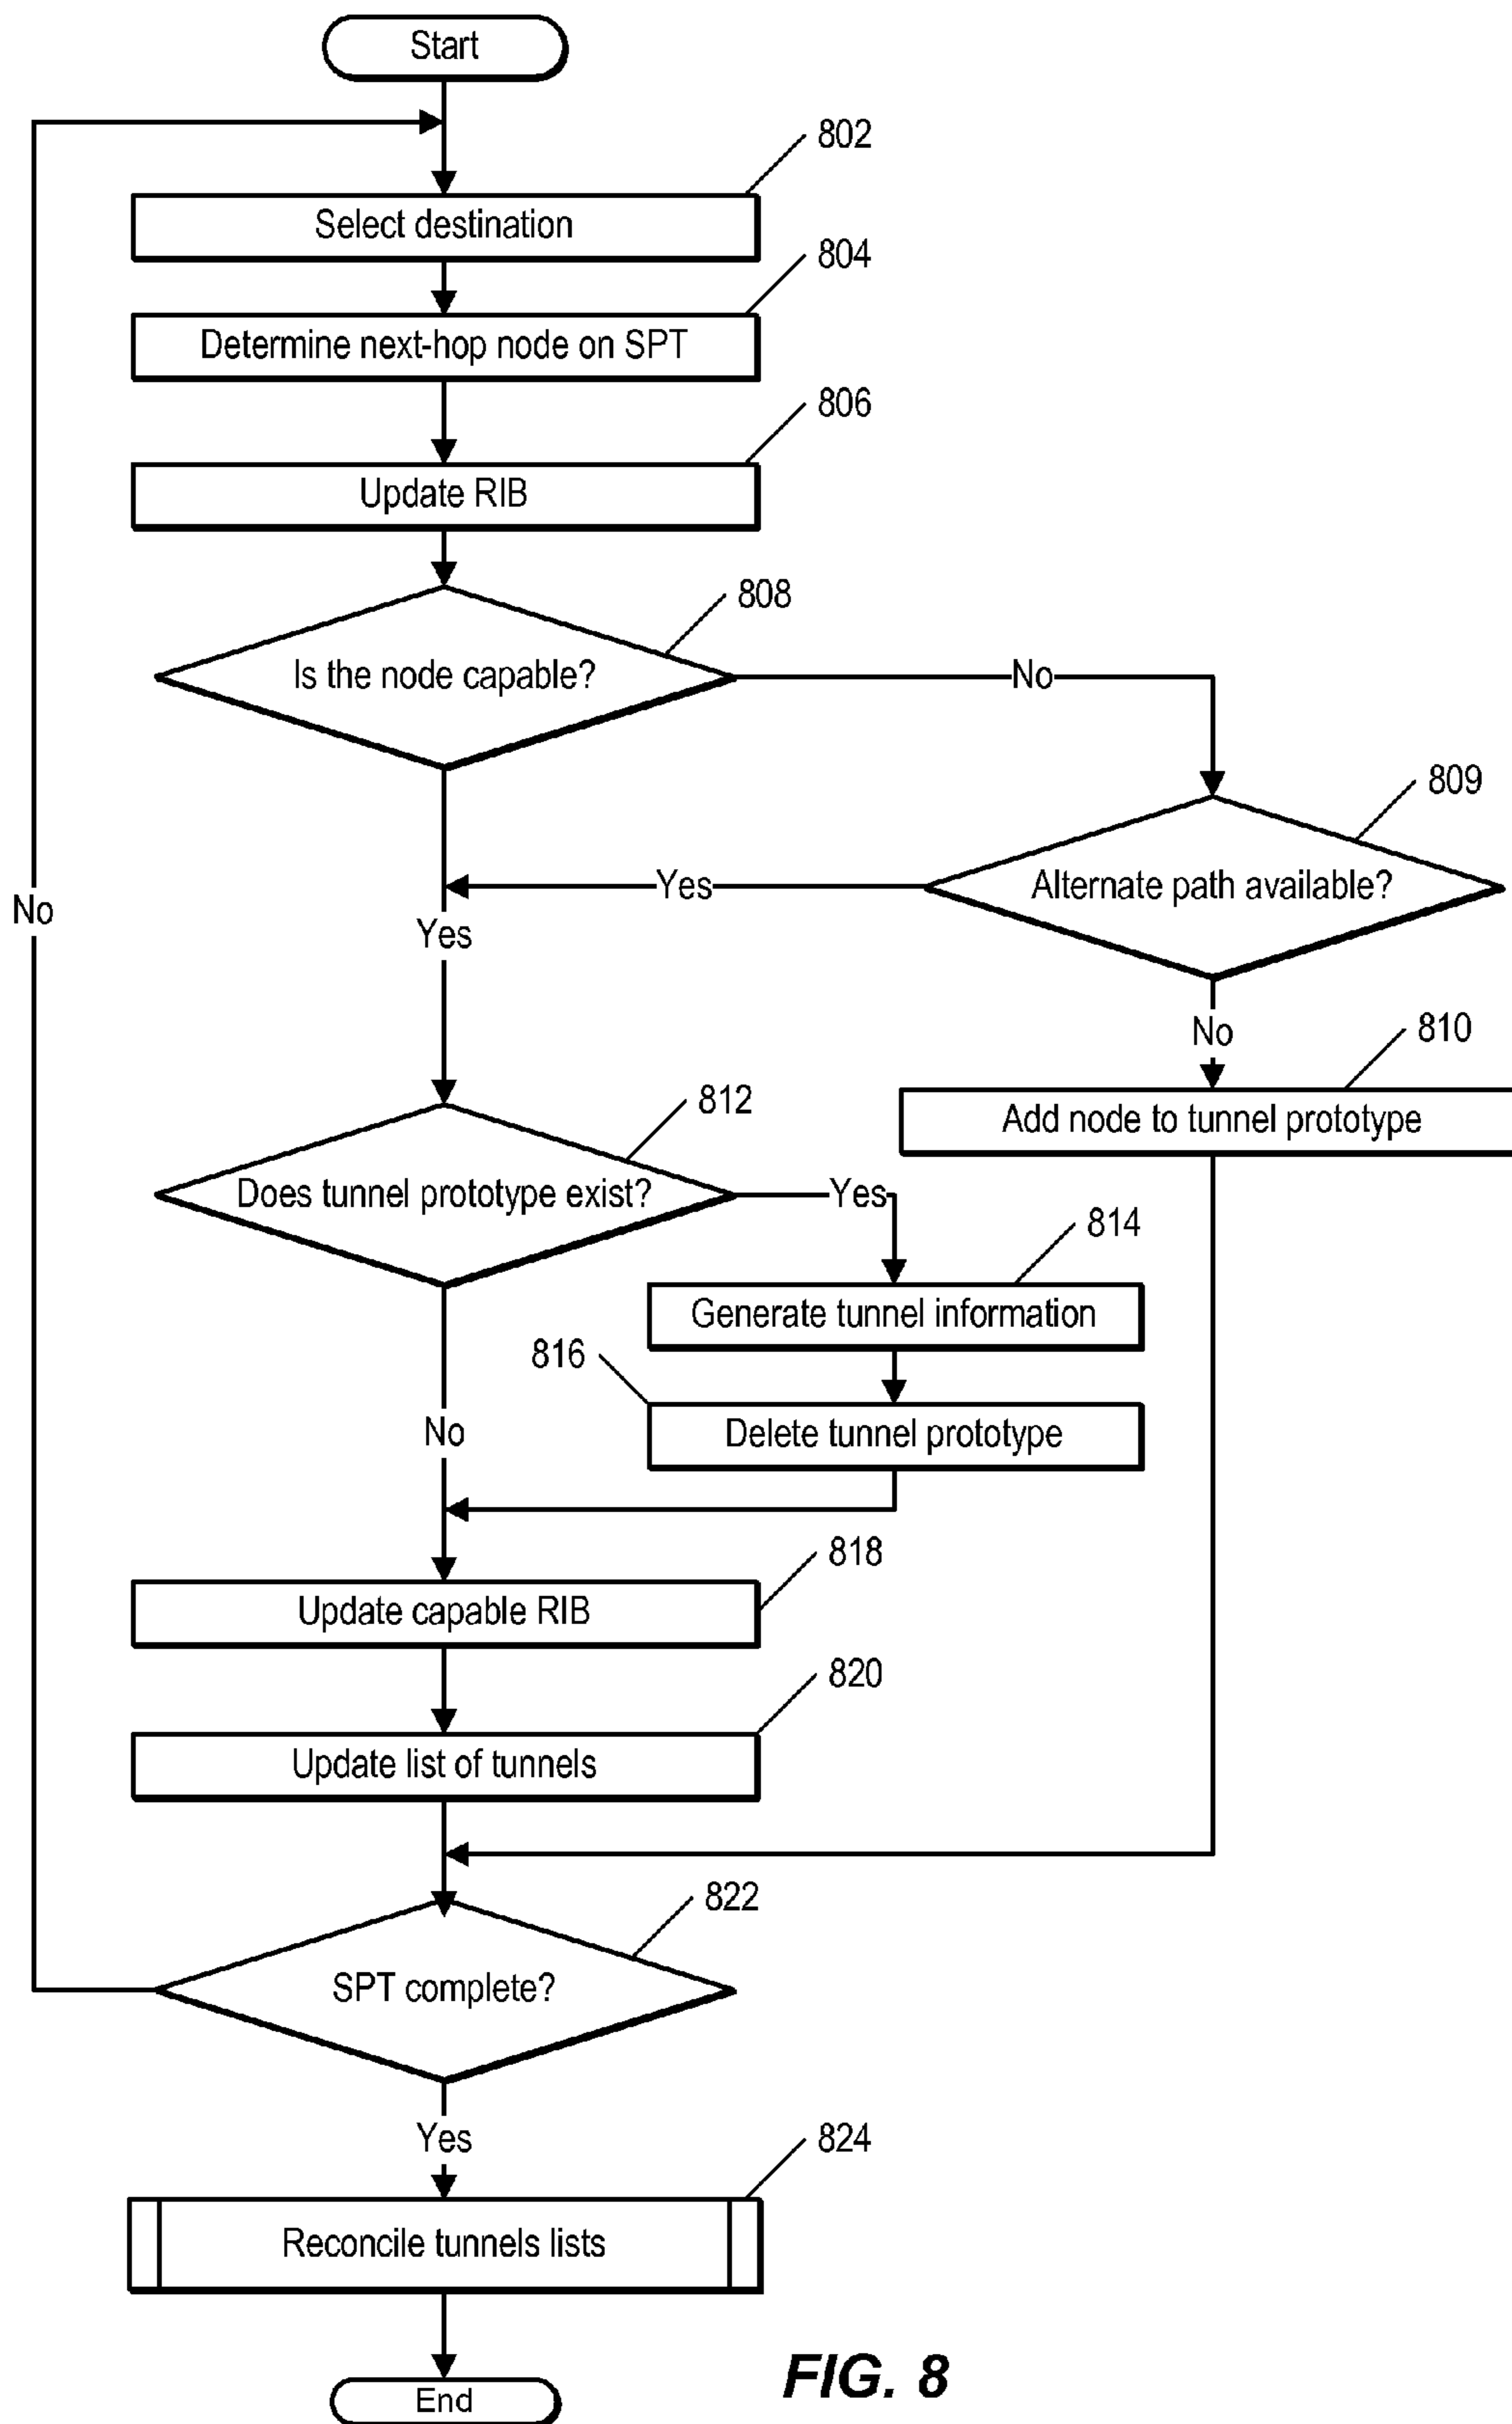 Start
802
Select destination
804
Determine next-hop node on SPT
806
Update RIB
808
Is the node capable?
No
809
Alternate path available?
Yes
No
Yes
No
810
Add node to tunnel prototype
812
Does tunnel prototype exist?
Yes
814
Generate tunnel information
816
Delete tunnel prototype
No
818
Update capable RIB
820
Update list of tunnels
822
SPT complete?
Yes
824
Reconcile tunnels lists
End
FIG. 8